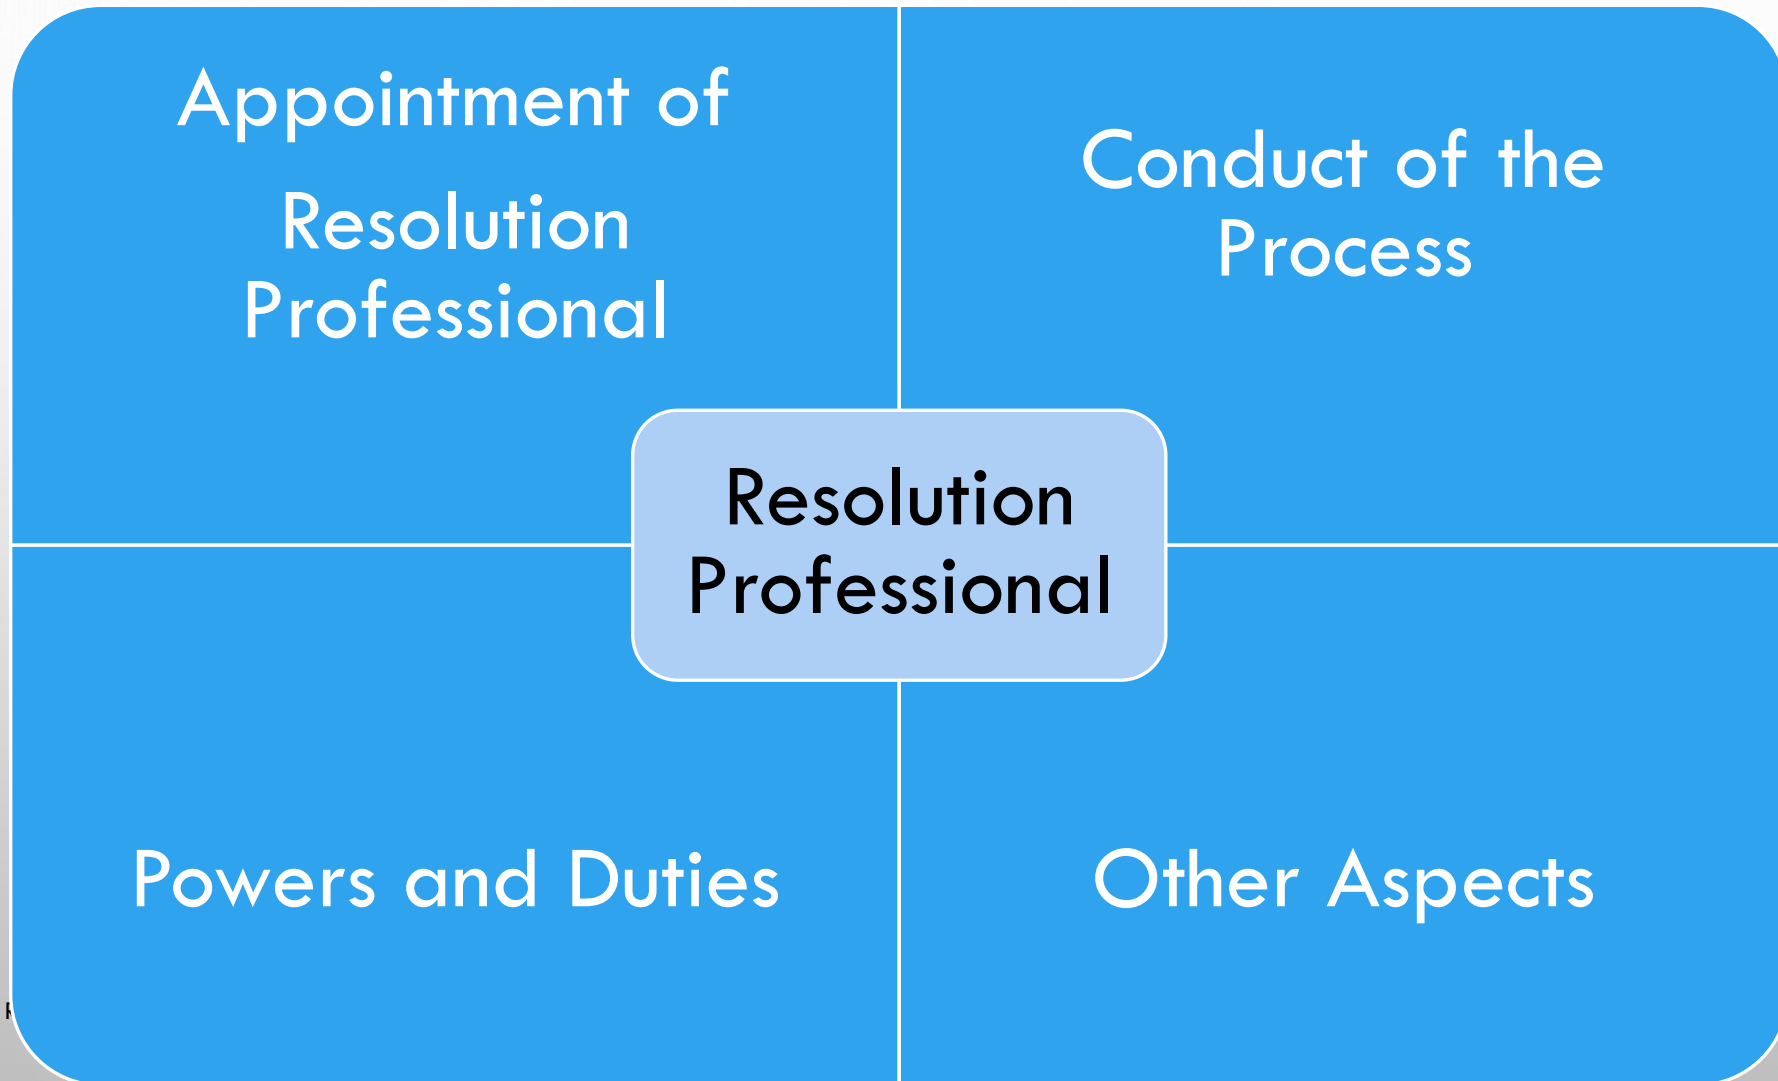 Appointment of
Resolution
Professional
Conduct of the
Process
Resolution
Professional
Powers and Duties
Other Aspects